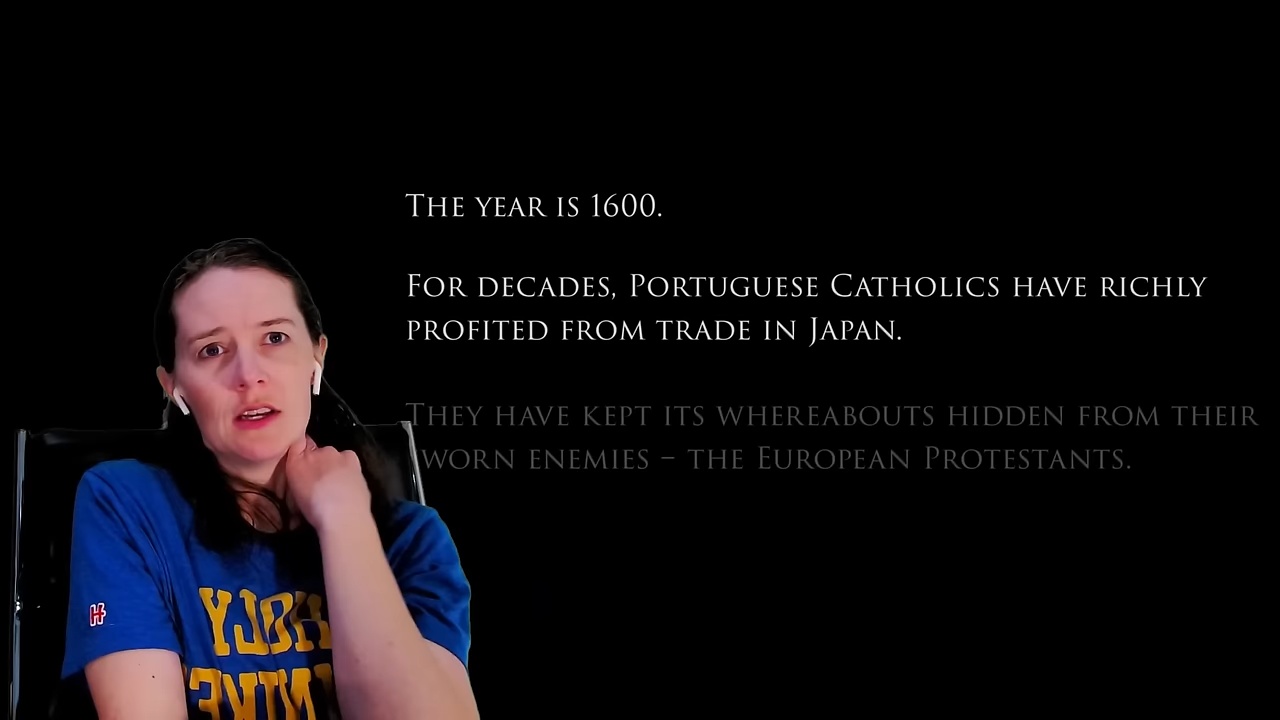 The year is 1600.
For decades, Portuguese Catholics have richly
profited from trade in Japan.
They have kept its whereabouts hidden from their
worn enemies – the European Protestants.
H
HOLY